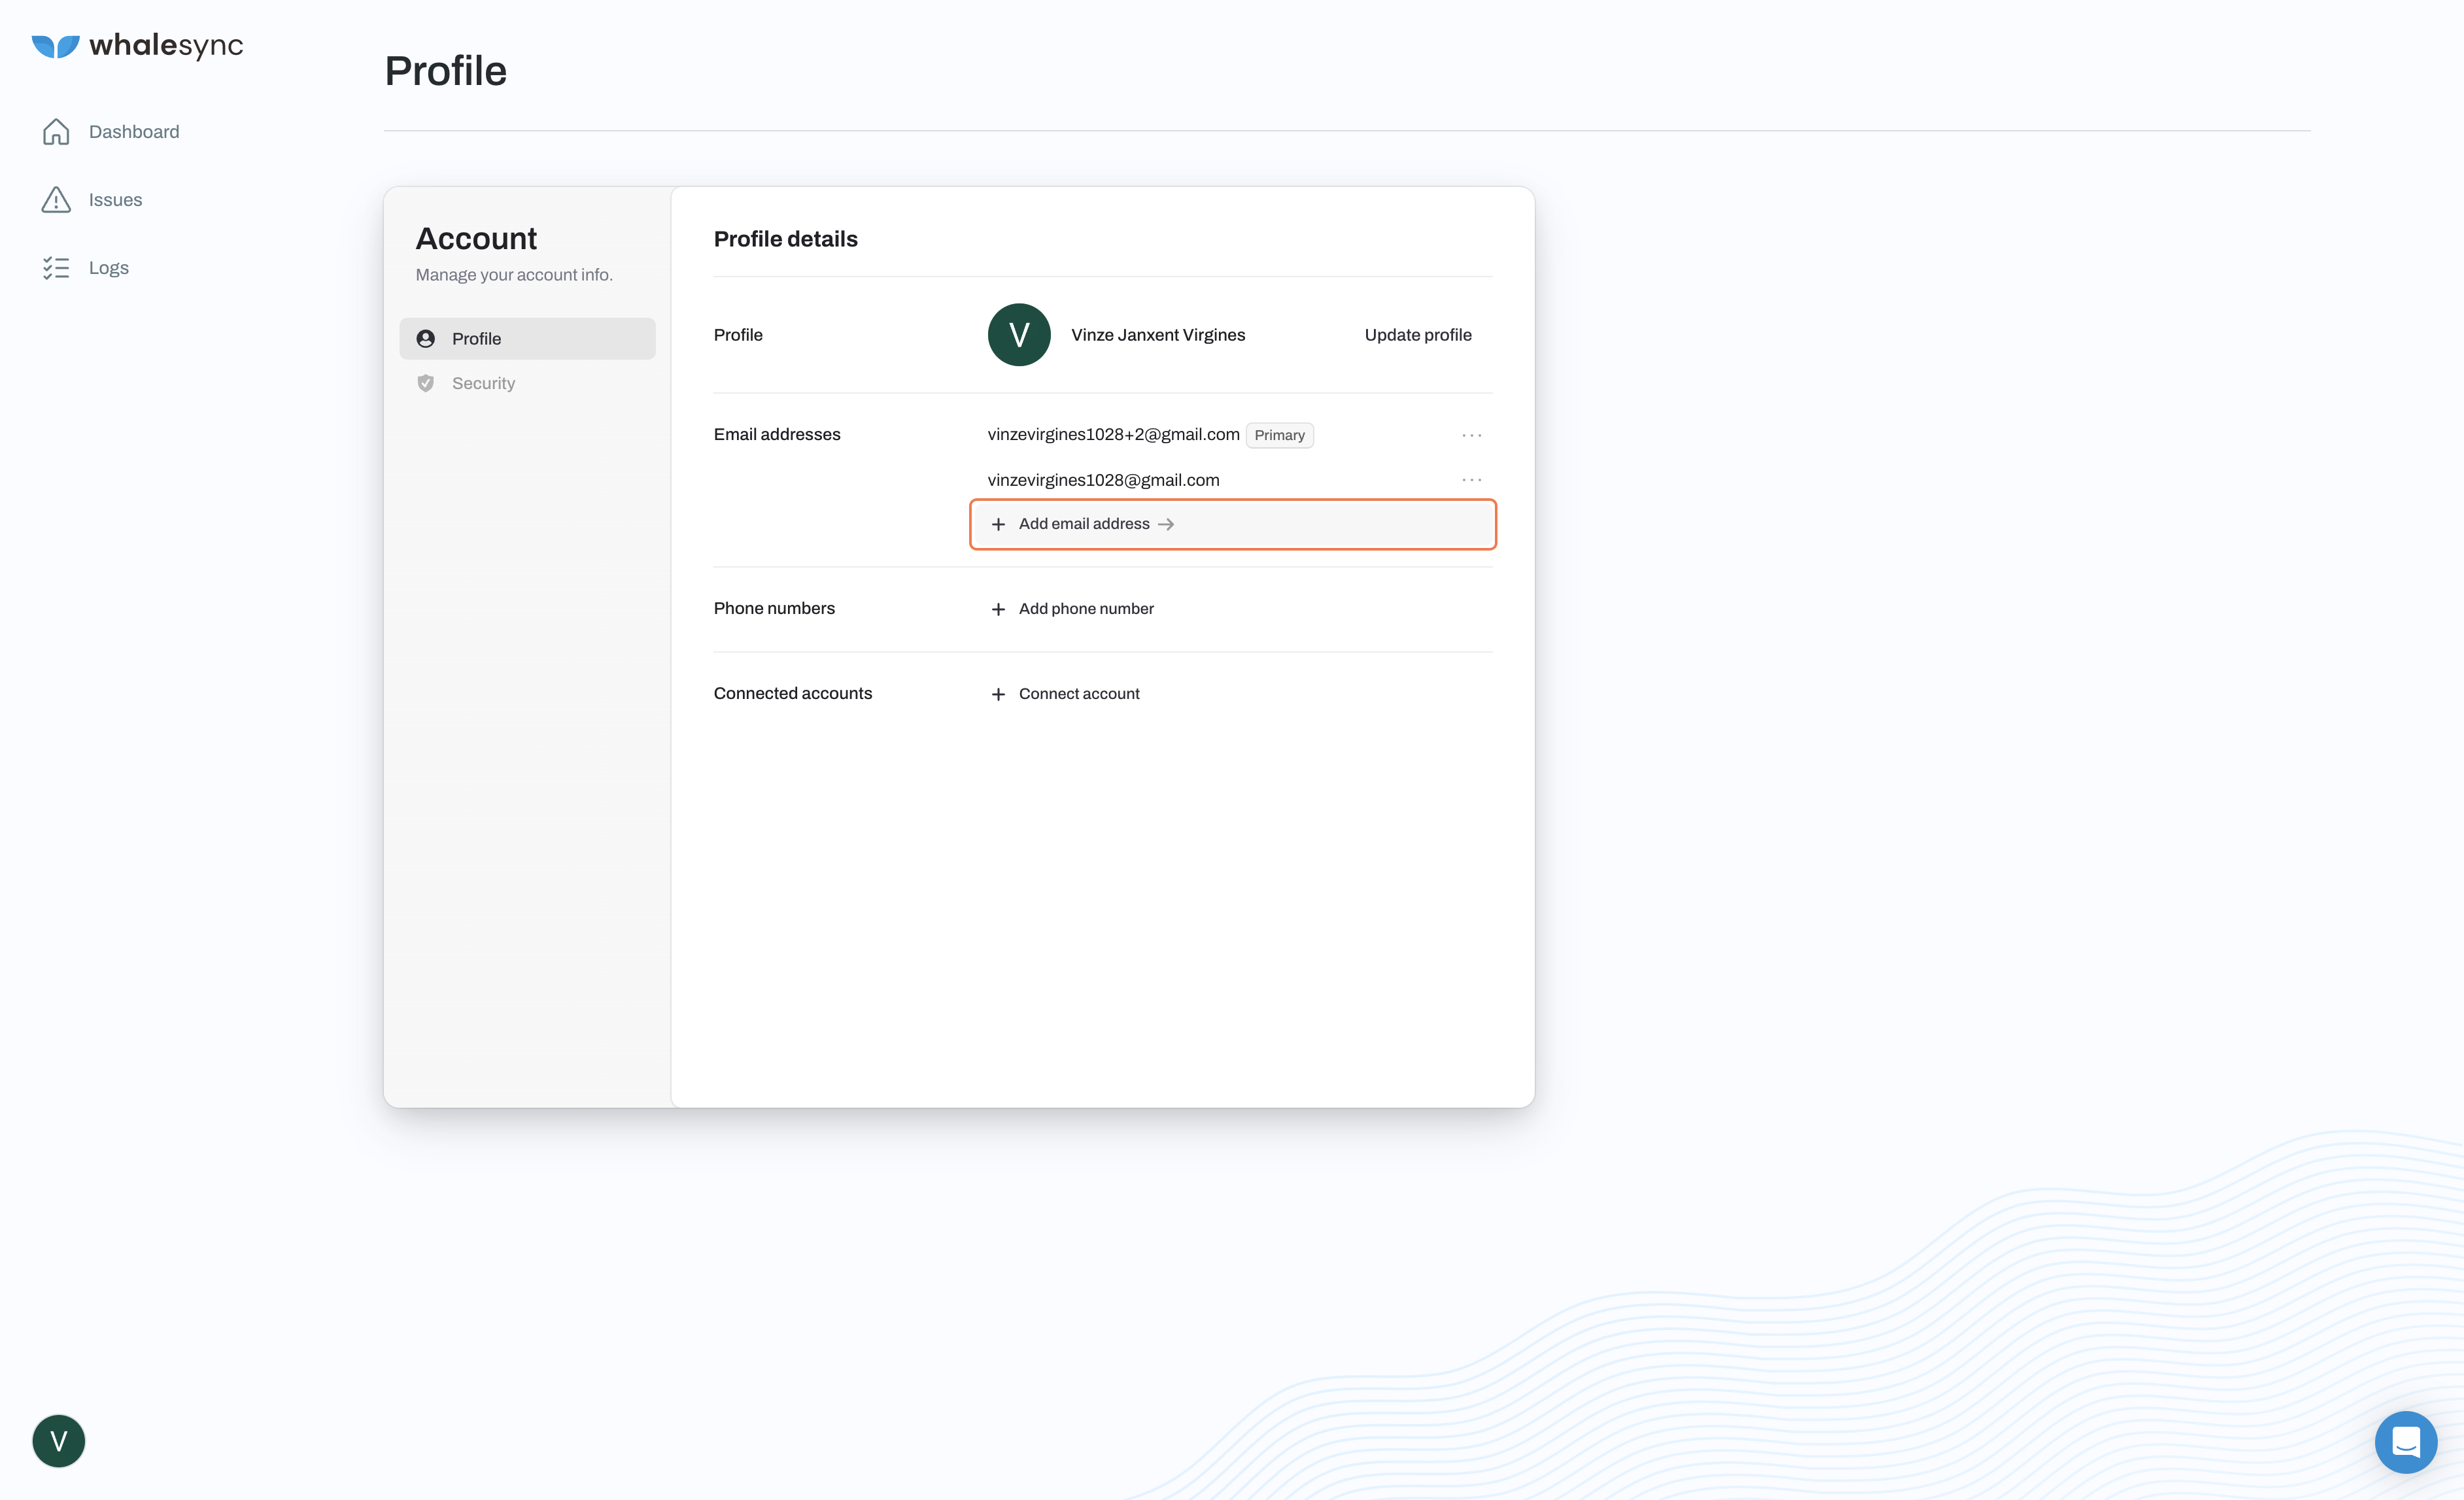 whalesync
Profile
Dashboard
Issues
Logs
Account
Manage your account info.
Profile
Security
Profile details
Profile
V
Vinze Janxent Virgines
Update profile
Email addresses
vinzevirgines1028+2@gmail.com Primary
vinzevirgines1028@gmail.com
Add email address
Phone numbers
Add phone number
Connected accounts
Connect account
V